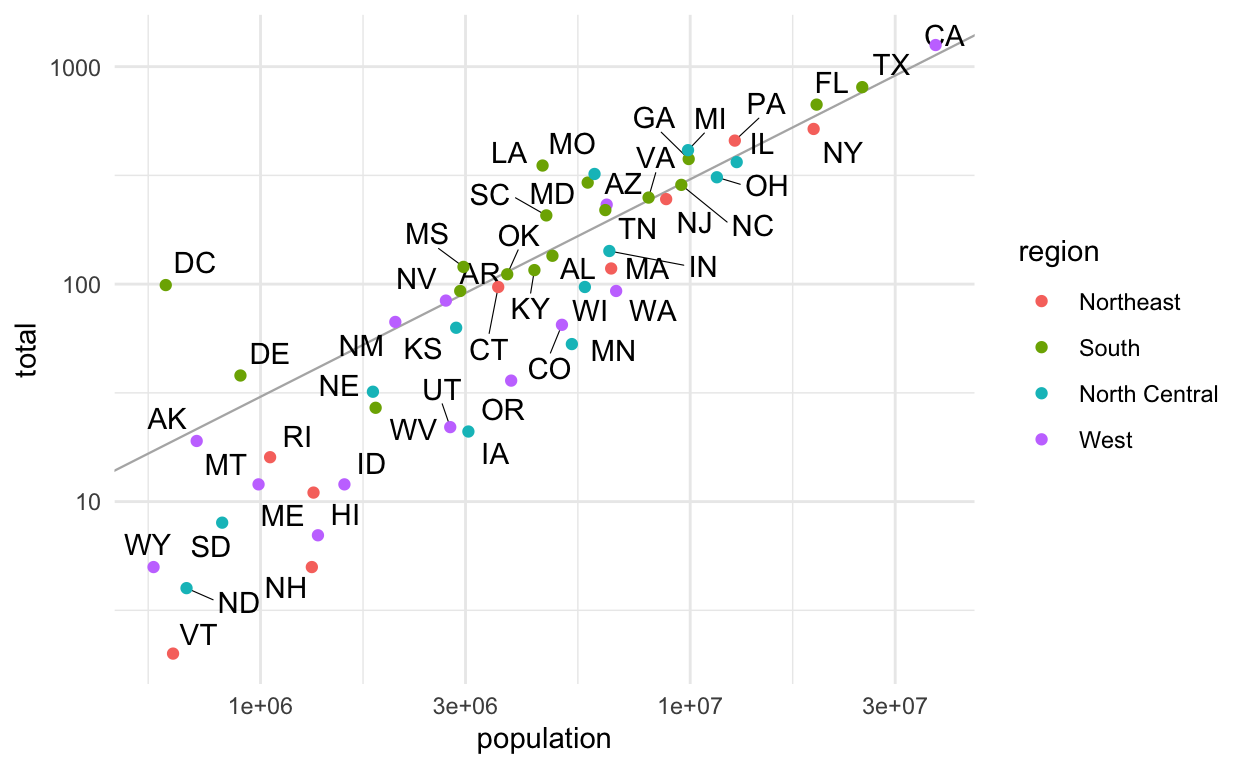 CA
1000
TX
FL
PA
GA
MI
NY
IL
LA
MO
VA
OH
AZ
SC
MD
NJ
NC
TN
MS
OK
IN
MA
DC
AR
AL
NV
100
KY
WI
WA
region
Northeast
South
North Central
West
total
NM
KS
CT
MN
CO
DE
NE
UT
OR
WV
IA
AK
RI
MT
ID
10
ME
HI
WY
SD
NH
ND
VT
1e+06
3e+06
1e+07
3e+07
population